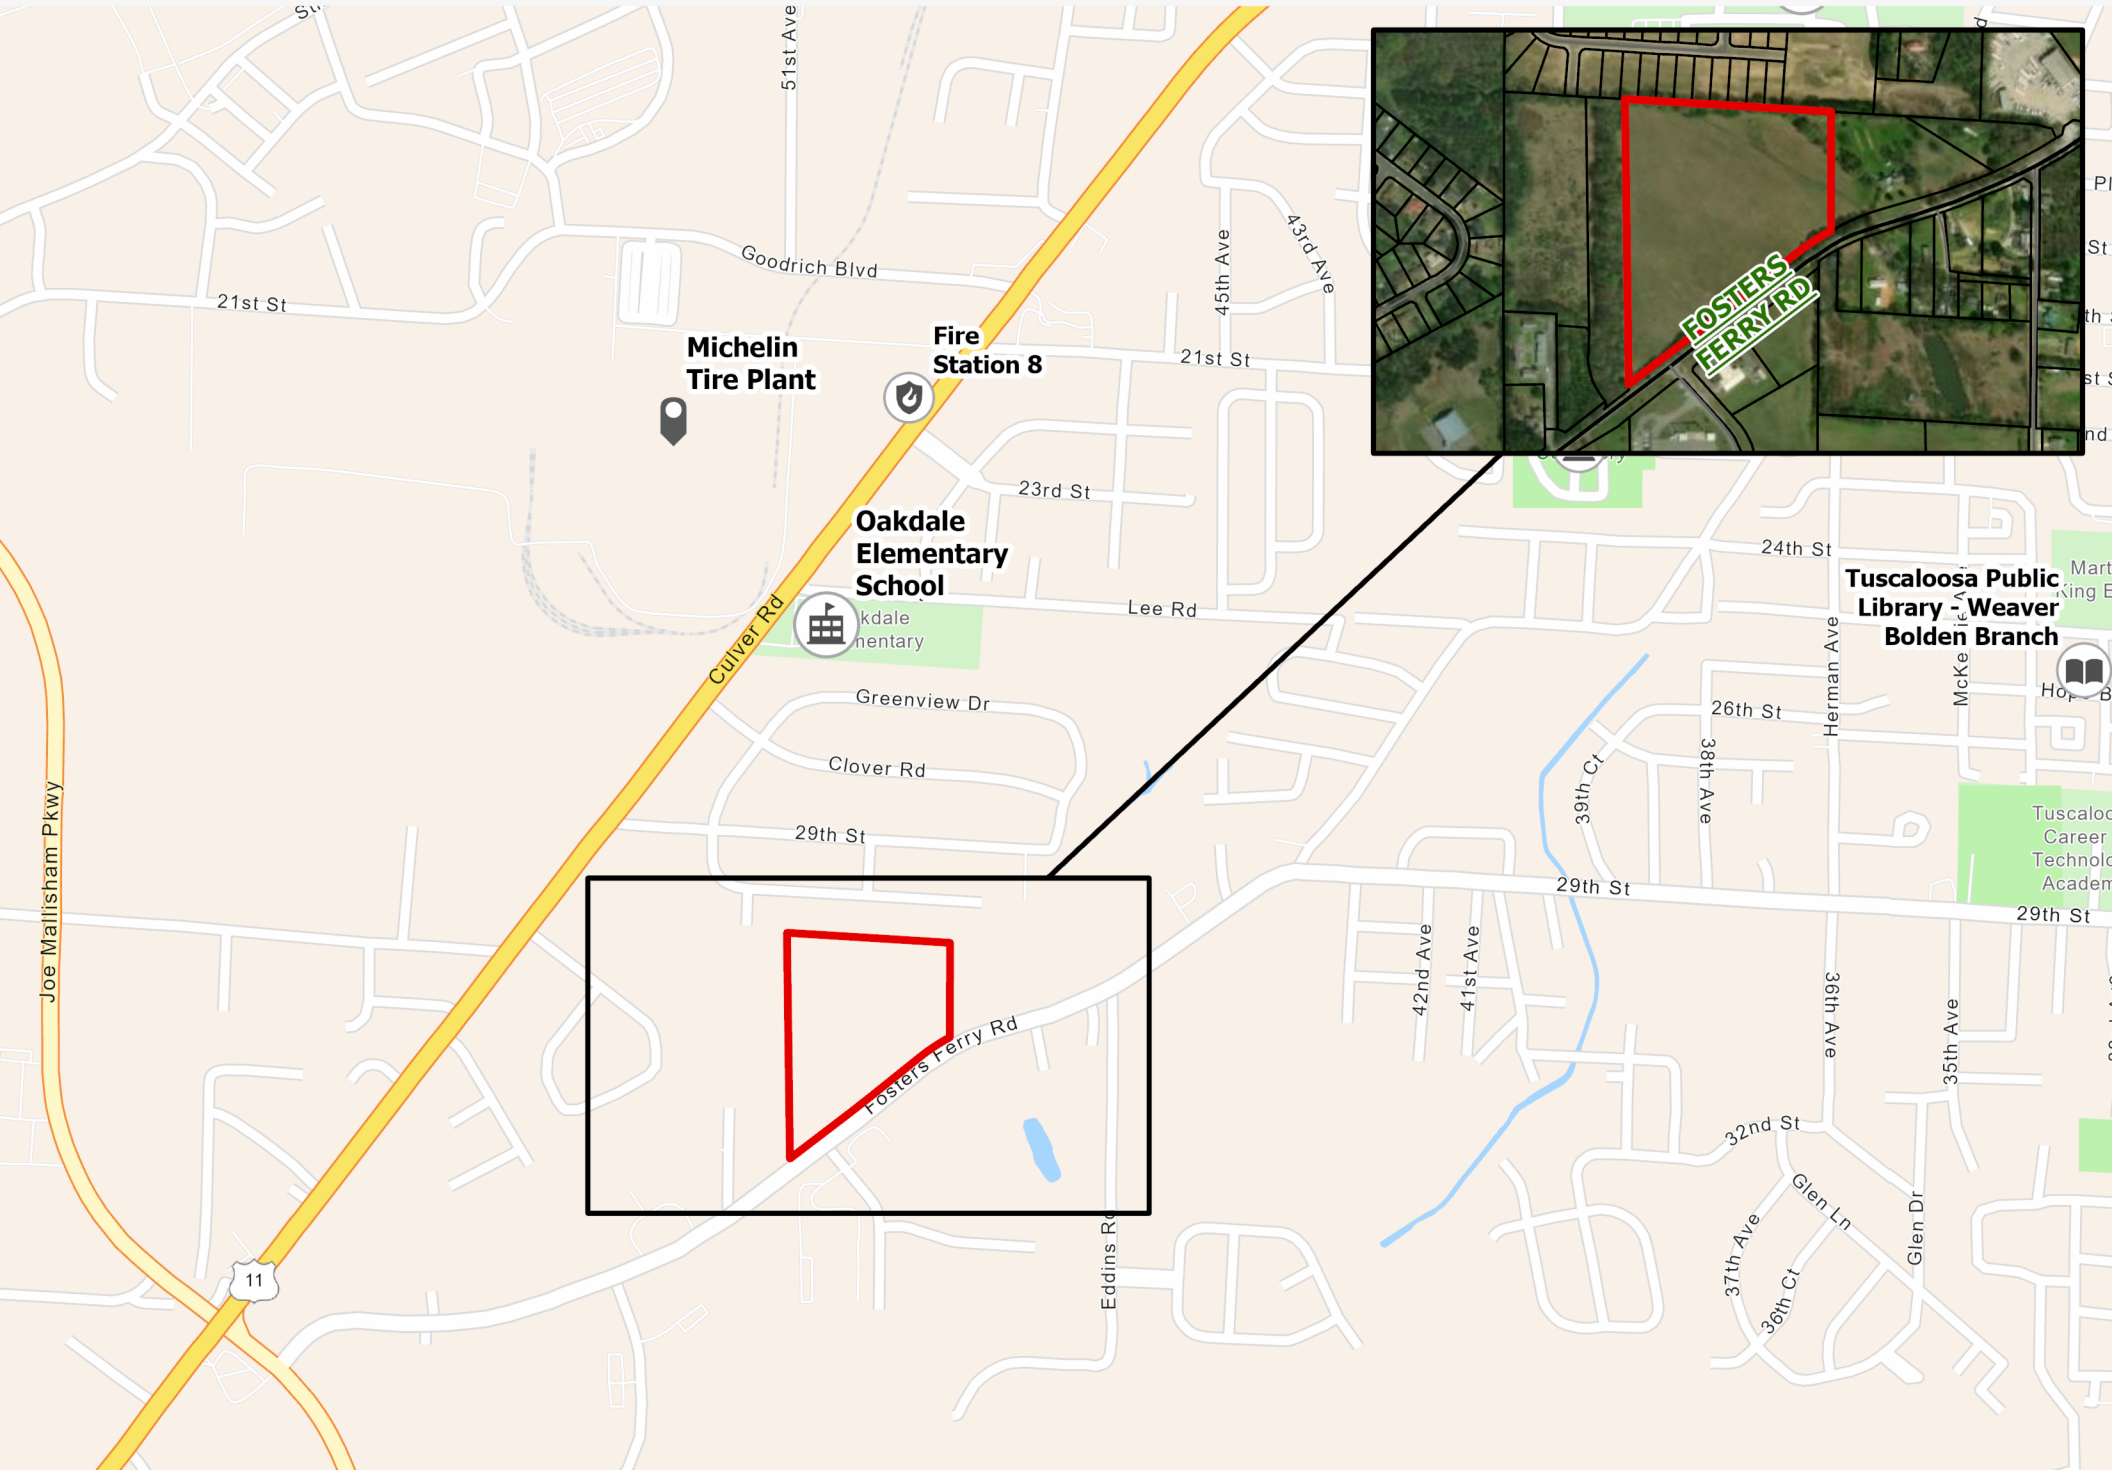 51st Ave
Goodrich Blvd
21st St
45th Ave
43rd Ave
Michelin
Tire Plant
Fire
Station 8
21st St
FOSTERS
FERRY RD
23rd St
Oakdale
Elementary
School
24th St
Lee Rd
Culver Rd
Tuscaloosa Public
Library - Weaver
Bolden Branch
Herman Ave
Greenview Dr
26th St
Clover Rd
39th Ct
38th Ave
29th St
Joe Mallisham Pkwy
29th St
29th St
42nd Ave
41st Ave
36th Ave
35th Ave
Fosters Ferry Rd
32nd St
Glen Ln
Glen Dr
37th Ave
36th Ct
Eddins Rd
11